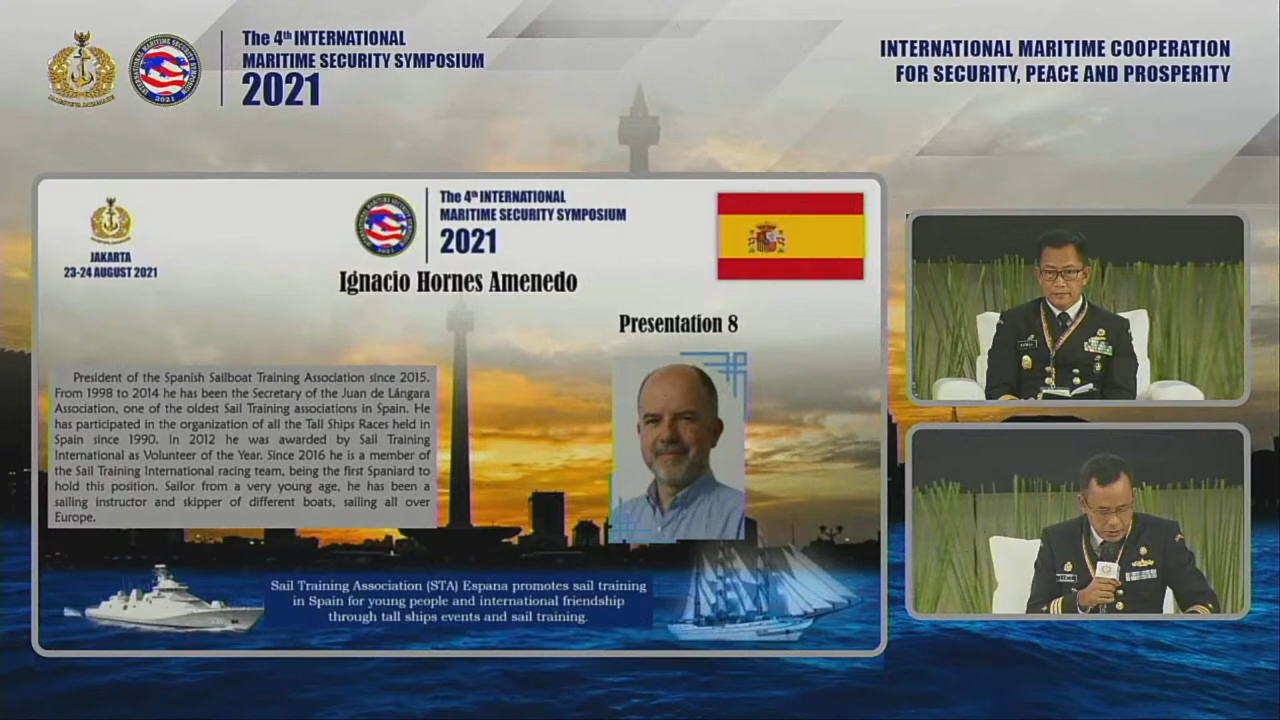 The 4th INTERNATIONAL
MARITIME SECURITY SYMPOSIUM
2021
INTERNATIONAL MARITIME COOPERATION
FOR SECURITY, PEACE AND PROSPERITY
JAKARTA
23-24 AUGUST 2021
The 4th INTERNATIONAL
MARITIME SECURITY SYMPOSIUM
2021
Ignacio Hornes Amenedo
Presentation 8
President of the Spanish Sailboat Training Association since 2015.
From 1998 to 2014 he has been the Secretary of the Juan de Lángara
Association, one of the oldest Sail Training associations in Spain. He
has participated in the organization of all the Tall Ships Races held in
Spain since 1990. In 2012 he was awarded by Sail Training
International as Volunteer of the Year. Since 2016 he is a member of
the Sail Training International racing team, being the first Spaniard to
hold this position. Sailor from a very young age, he has been a
sailing instructor and skipper of different boats, sailing all over
Europe.
Sail Training Association (STA) Espana promotes sail training
in Spain for young people and international friendship
through tall ships events and sail training.